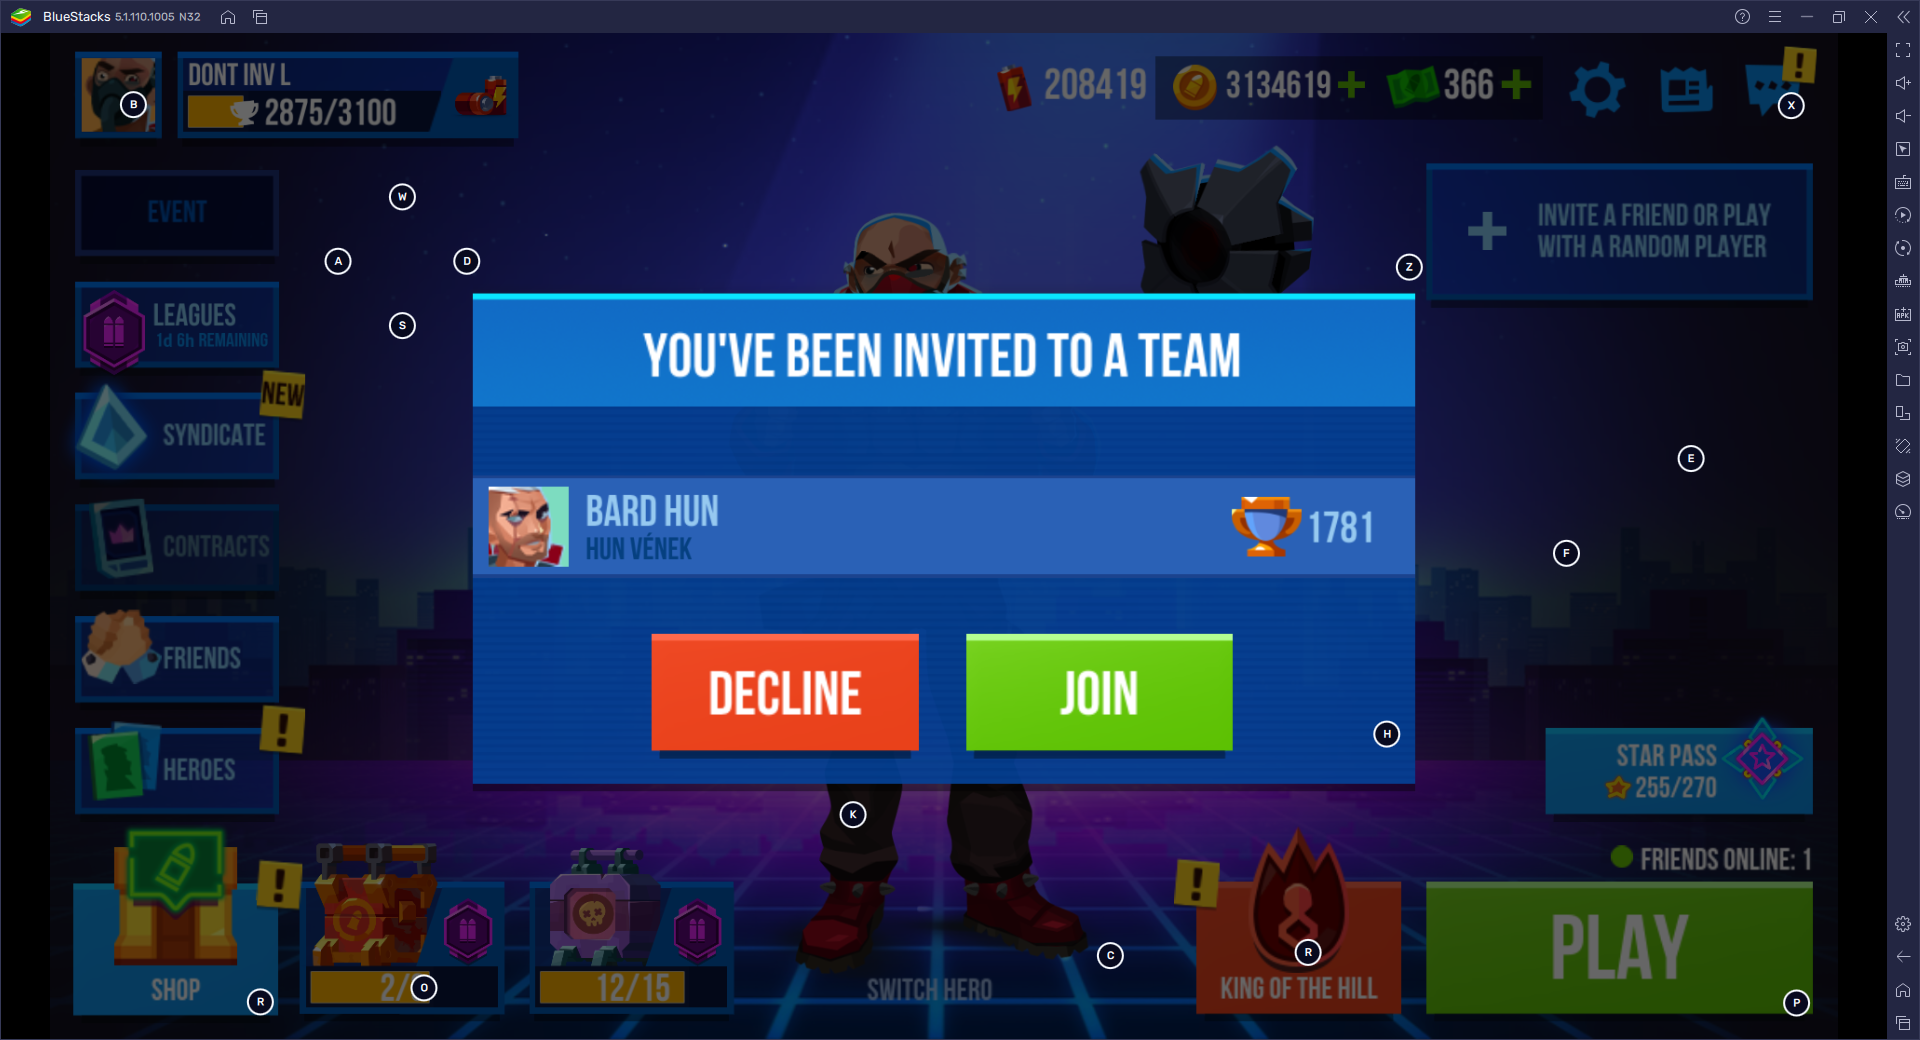 BlueStacks 5.1.110.1005 N32
DONT INV L
2875/3100
208419
3134619
366
B
X
EVENT
W
A
D
S
Z
INVITE A FRIEND OR PLAY
WITH A RANDOM PLAYER
LEAGUES
1d 6h REMAINING
NEW
SYNDICATE
CONTRACTS
FRIENDS
HEROES
YOU'VE BEEN INVITED TO A TEAM
BARD HUN
HUN VÉNEK
1781
DECLINE
JOIN
E
F
H
K
STAR PASS
255/270
FRIENDS ONLINE: 1
SHOP
R
O
12/15
SWITCH HERO
C
R
KING OF THE HILL
PLAY
P